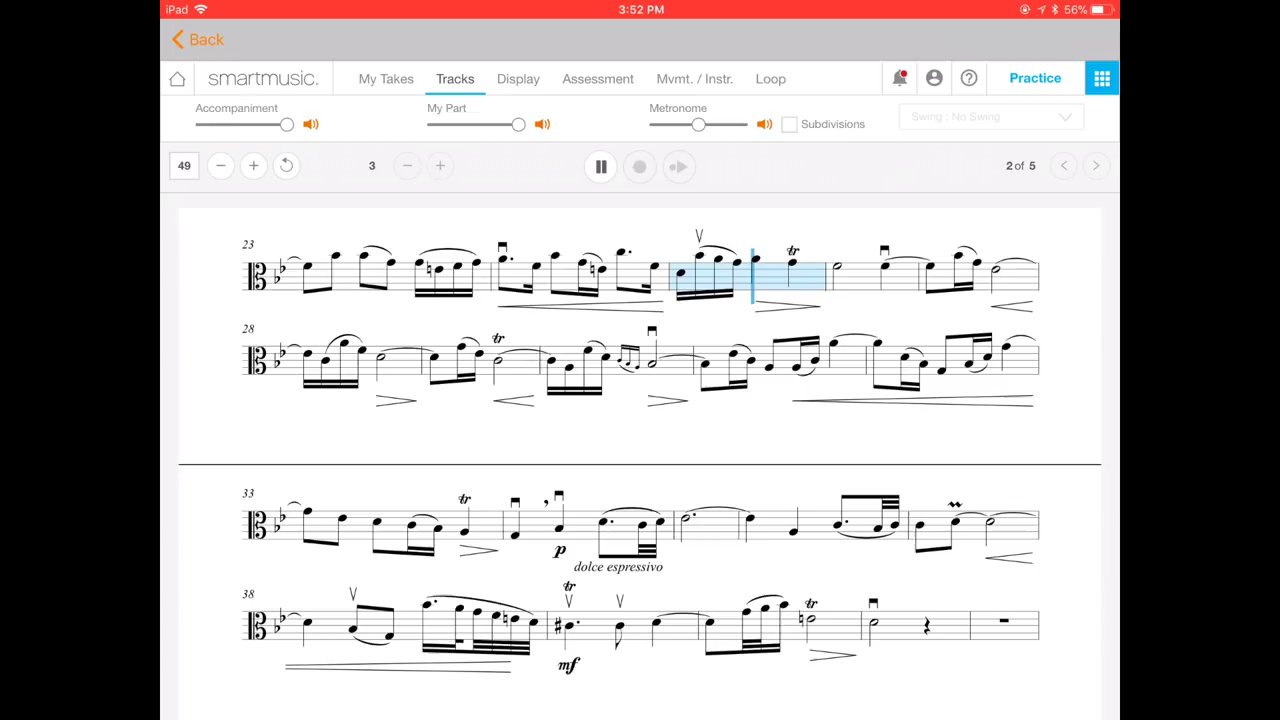 iPad 3:52 PM 56%
Back
smartmusic. My Takes Tracks Display Assessment Mvmt. / Instr. Loop Practice
Accompaniment My Part Metronome
Subdivisions Swing : No Swing
49 3 2 of 5
23
tr
28
tr
33
tr
p
dolce espressivo
38
tr tr
mf